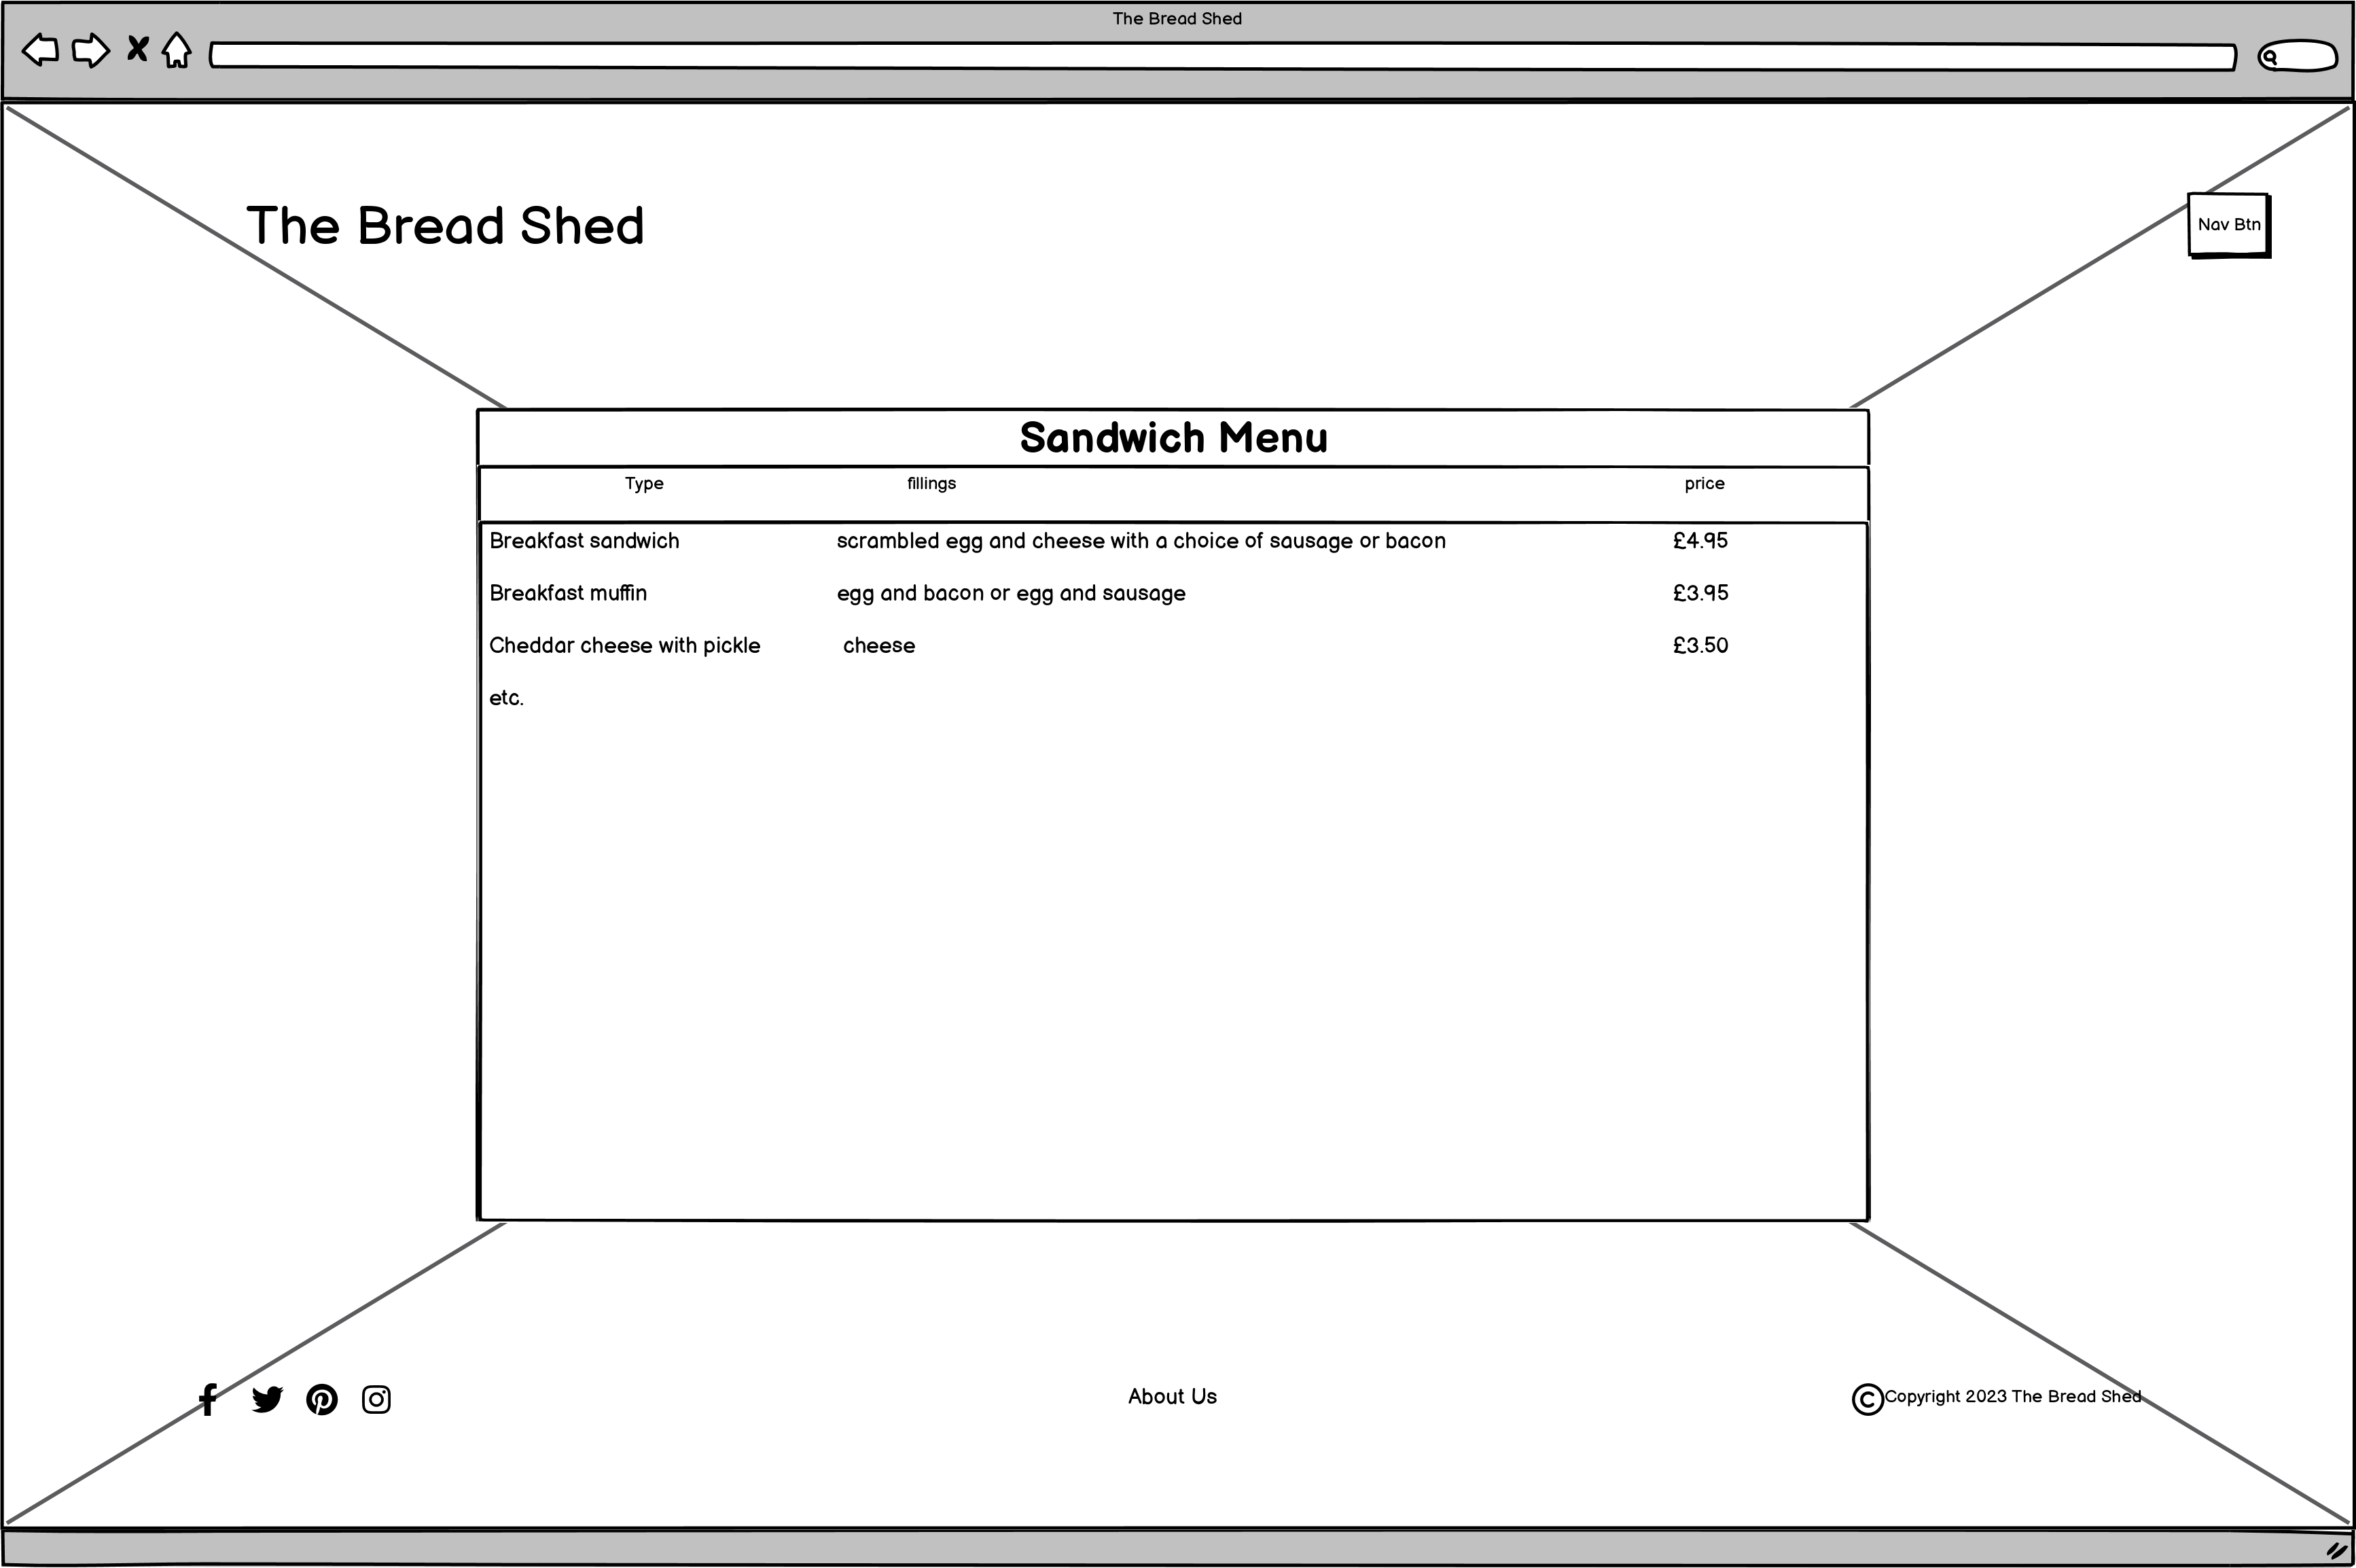 The Bread Shed
The Bread Shed
Nav Btn
Sandwich Menu
Type fillings price
Breakfast sandwich scrambled egg and cheese with a choice of sausage or bacon £4.95
Breakfast muffin egg and bacon or egg and sausage £3.95
Cheddar cheese with pickle cheese £3.50
etc.
About Us
©Copyright 2023 The Bread Shed